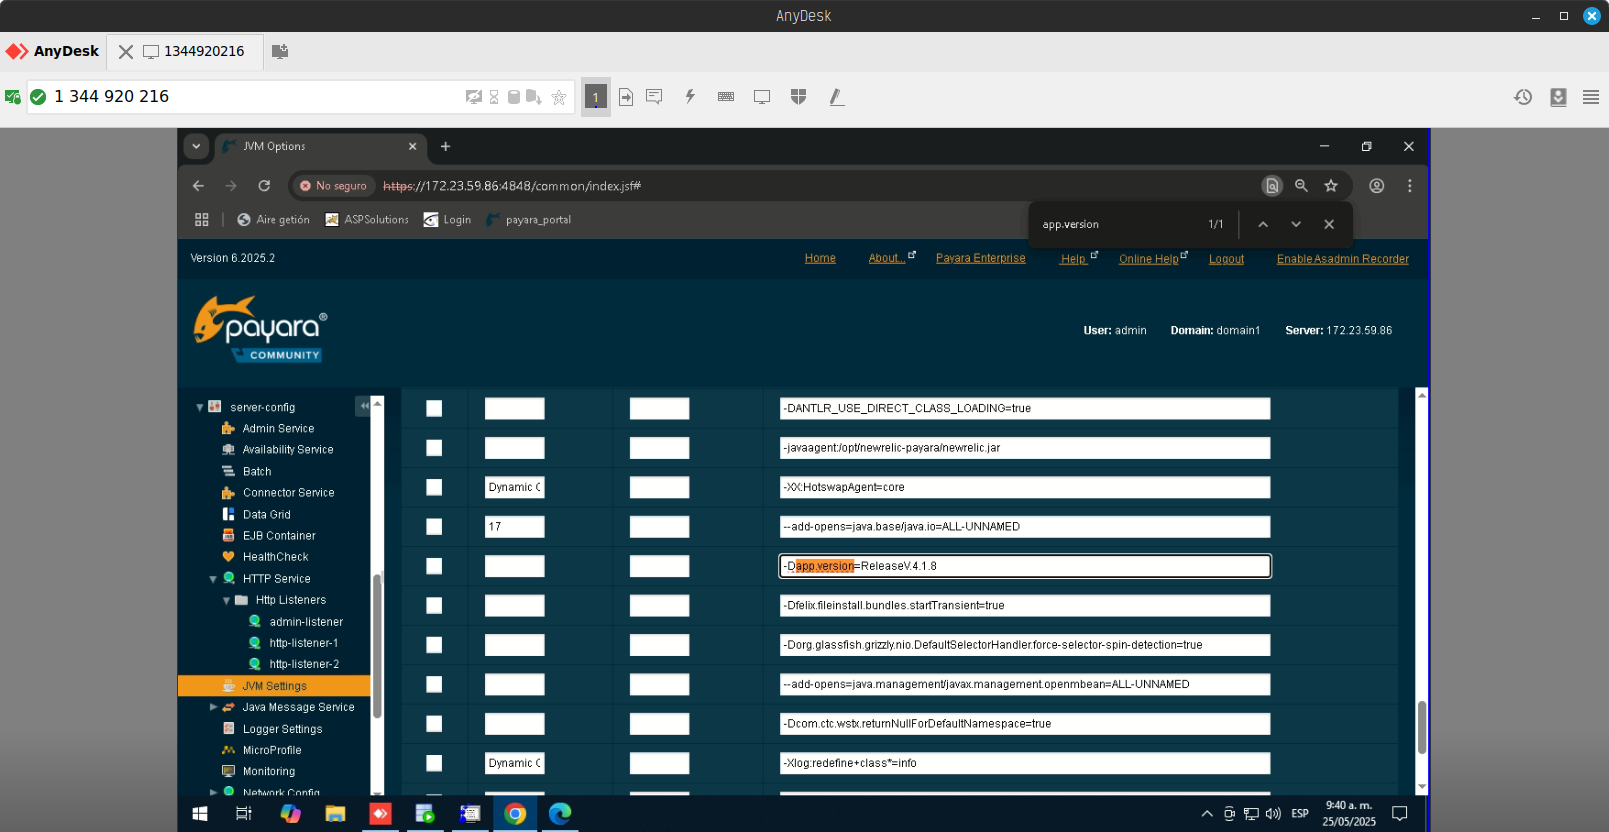 AnyDesk
AnyDesk
1344920216
1 344 920 216
1
JVM Options
No seguro
https://172.23.59.86:4848/common/index.jsf#
Aire getión
ASPSolutions
Login
payara_portal
app.version
1/1
Version 6.2025.2
Home
About...
Payara Enterprise
Help
Online Help
Logout
Enable Asadmin Recorder
payara®
COMMUNITY
User: admin
Domain: domain1
Server: 172.23.59.86
server-config
Admin Service
Availability Service
Batch
Connector Service
Data Grid
EJB Container
HealthCheck
HTTP Service
Http Listeners
admin-listener
http-listener-1
http-listener-2
JVM Settings
Java Message Service
Logger Settings
MicroProfile
Monitoring
Network Config
-DANTLR_USE_DIRECT_CLASS_LOADING=true
-javaagent:/opt/newrelic-payara/newrelic.jar
Dynamic C
-XX:HotswapAgent=core
17
--add-opens=java.base/java.io=ALL-UNNAMED
-Dapp.version=ReleaseV.4.1.8
-Dfelix.fileinstall.bundles.startTransient=true
-Dorg.glassfish.grizzly.nio.DefaultSelectorHandler.force-selector-spin-detection=true
--add-opens=java.management/javax.management.openmbean=ALL-UNNAMED
-Dcom.ctc.wstx.returnNullForDefaultNamespace=true
Dynamic C
-Xlog:redefine+class*=info
ESP
9:40 a. m.
25/05/2025